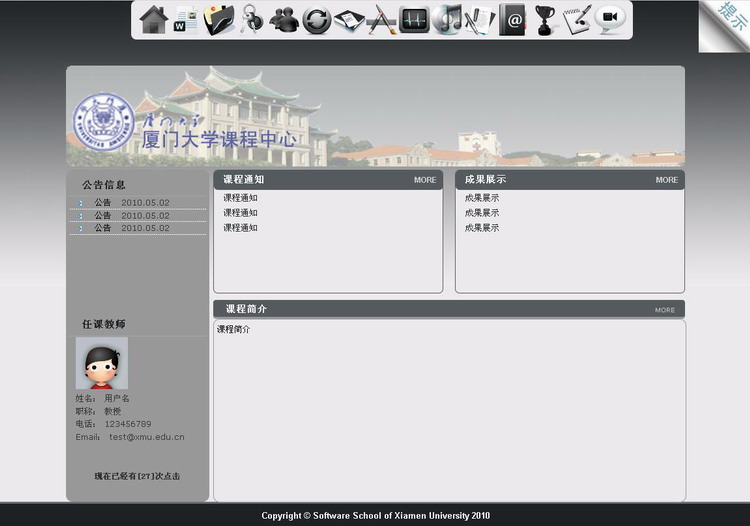 提示
厦门大学
厦门大学课程中心
公告信息
公告 2010.05.02
公告 2010.05.02
公告 2010.05.02
课程通知 MORE
课程通知
课程通知
课程通知
成果展示 MORE
成果展示
成果展示
成果展示
任课教师
姓名： 用户名
职称： 教授
电话： 123456789
Email： test@xmu.edu.cn
现在已经有[27]次点击
课程简介 MORE
课程简介
Copyright © Software School of Xiamen University 2010